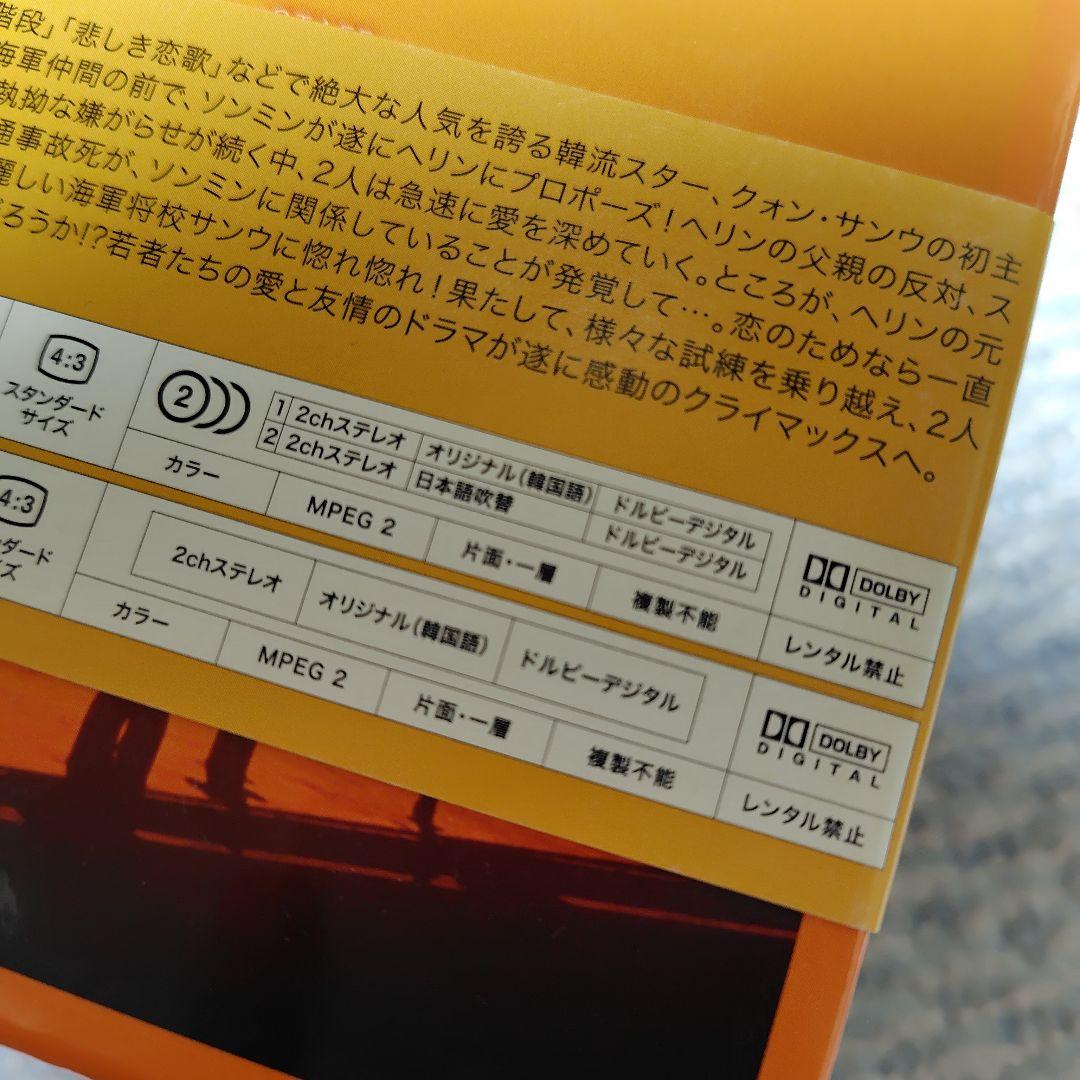 階段」「悲しき恋歌」などで絶大な人気を誇る韓流スター、クォン・サンウの初主
海軍仲間の前で、ソンミンが遂にヘリンにプロポーズ!ヘリンの父親の反対、ス
執拗な嫌がらせが続く中、2人は急速に愛を深めていく。ところが、ヘリンの元
通事故死が、ソンミンに関係していることが発覚して…。恋のためなら一直
麗しい海軍将校サンウに惚れ惚れ!果たして、様々な試練を乗り越え、2人
ろうか!?若者たちの愛と友情のドラマが遂に感動のクライマックスへ。
4:3
スタンダード
サイズ
2
1 2chステレオ オリジナル(韓国語) ドルビーデジタル
2 2chステレオ 日本語吹替 ドルビーデジタル
DOLBY
DIGITAL
カラー MPEG 2 片面・一層 複製不能 レンタル禁止
4:3
ダード
ズ
2chステレオ オリジナル(韓国語) ドルビーデジタル
DOLBY
DIGITAL
カラー MPEG 2 片面・一層 複製不能 レンタル禁止